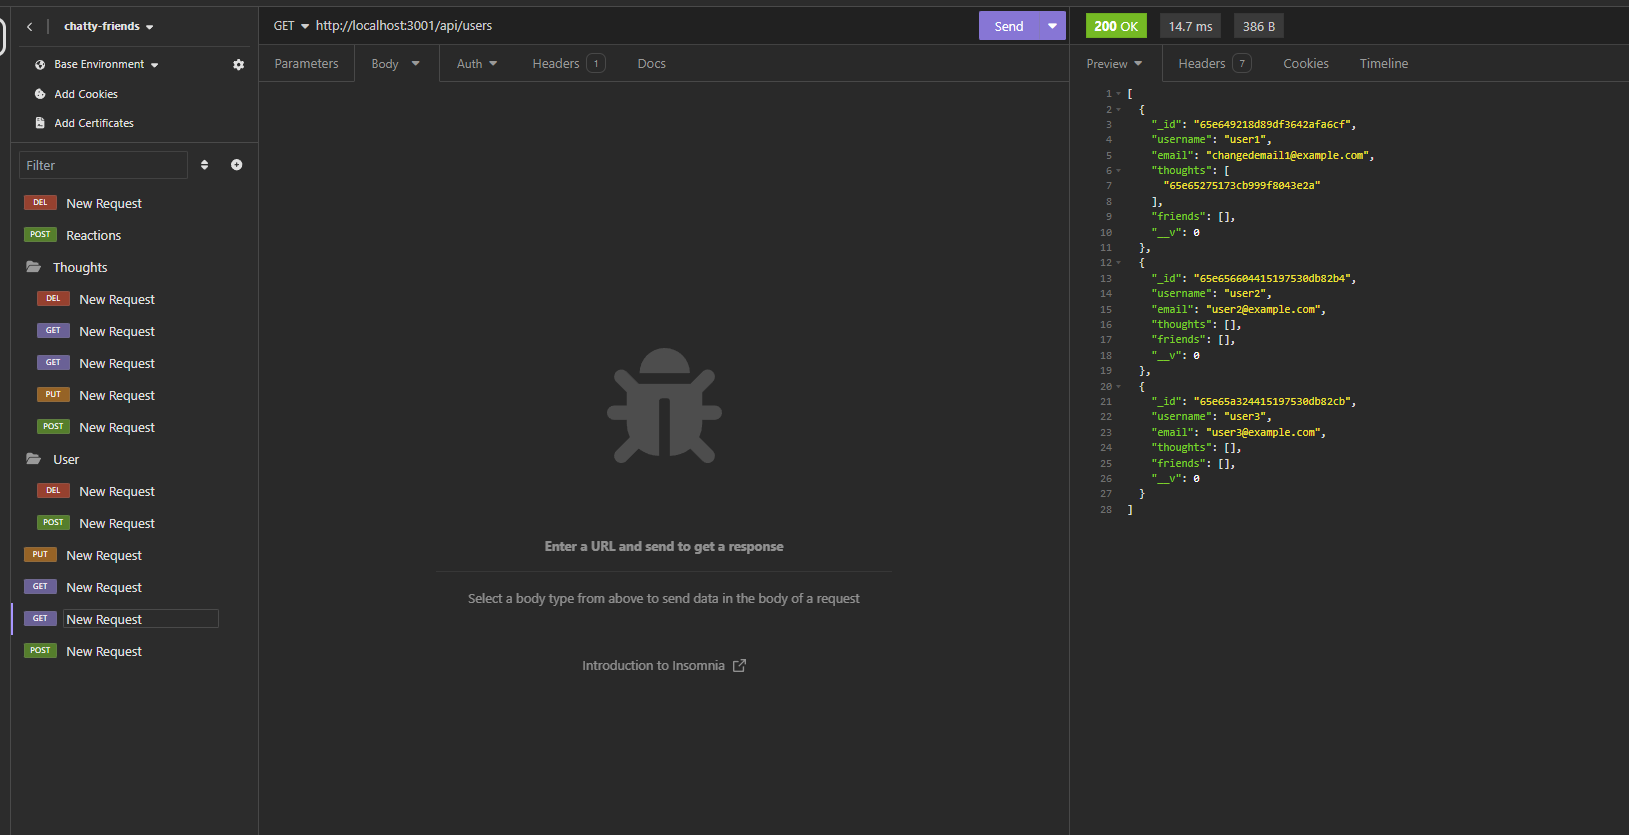 chatty-friends
Base Environment
Add Cookies
Add Certificates
Filter
DEL New Request
POST Reactions
Thoughts
DEL New Request
GET New Request
GET New Request
PUT New Request
POST New Request
User
DEL New Request
POST New Request
PUT New Request
GET New Request
GET New Request
POST New Request
GET http://localhost:3001/api/users
Send
Parameters Body Auth Headers 1 Docs
Enter a URL and send to get a response
Select a body type from above to send data in the body of a request
Introduction to Insomnia
200 OK 14.7 ms 386 B
Preview Headers 7 Cookies Timeline
1 [
2 {
3 "_id": "65e649218d89df3642afa6cf",
4 "username": "user1",
5 "email": "changedemail1@example.com",
6 "thoughts": [
7 "65e65275173cb999f8043e2a"
8 ],
9 "friends": [],
10 "__v": 0
11 },
12 {
13 "_id": "65e656604415197530db82b4",
14 "username": "user2",
15 "email": "user2@example.com",
16 "thoughts": [],
17 "friends": [],
18 "__v": 0
19 },
20 {
21 "_id": "65e65a324415197530db82cb",
22 "username": "user3",
23 "email": "user3@example.com",
24 "thoughts": [],
25 "friends": [],
26 "__v": 0
27 }
28 ]